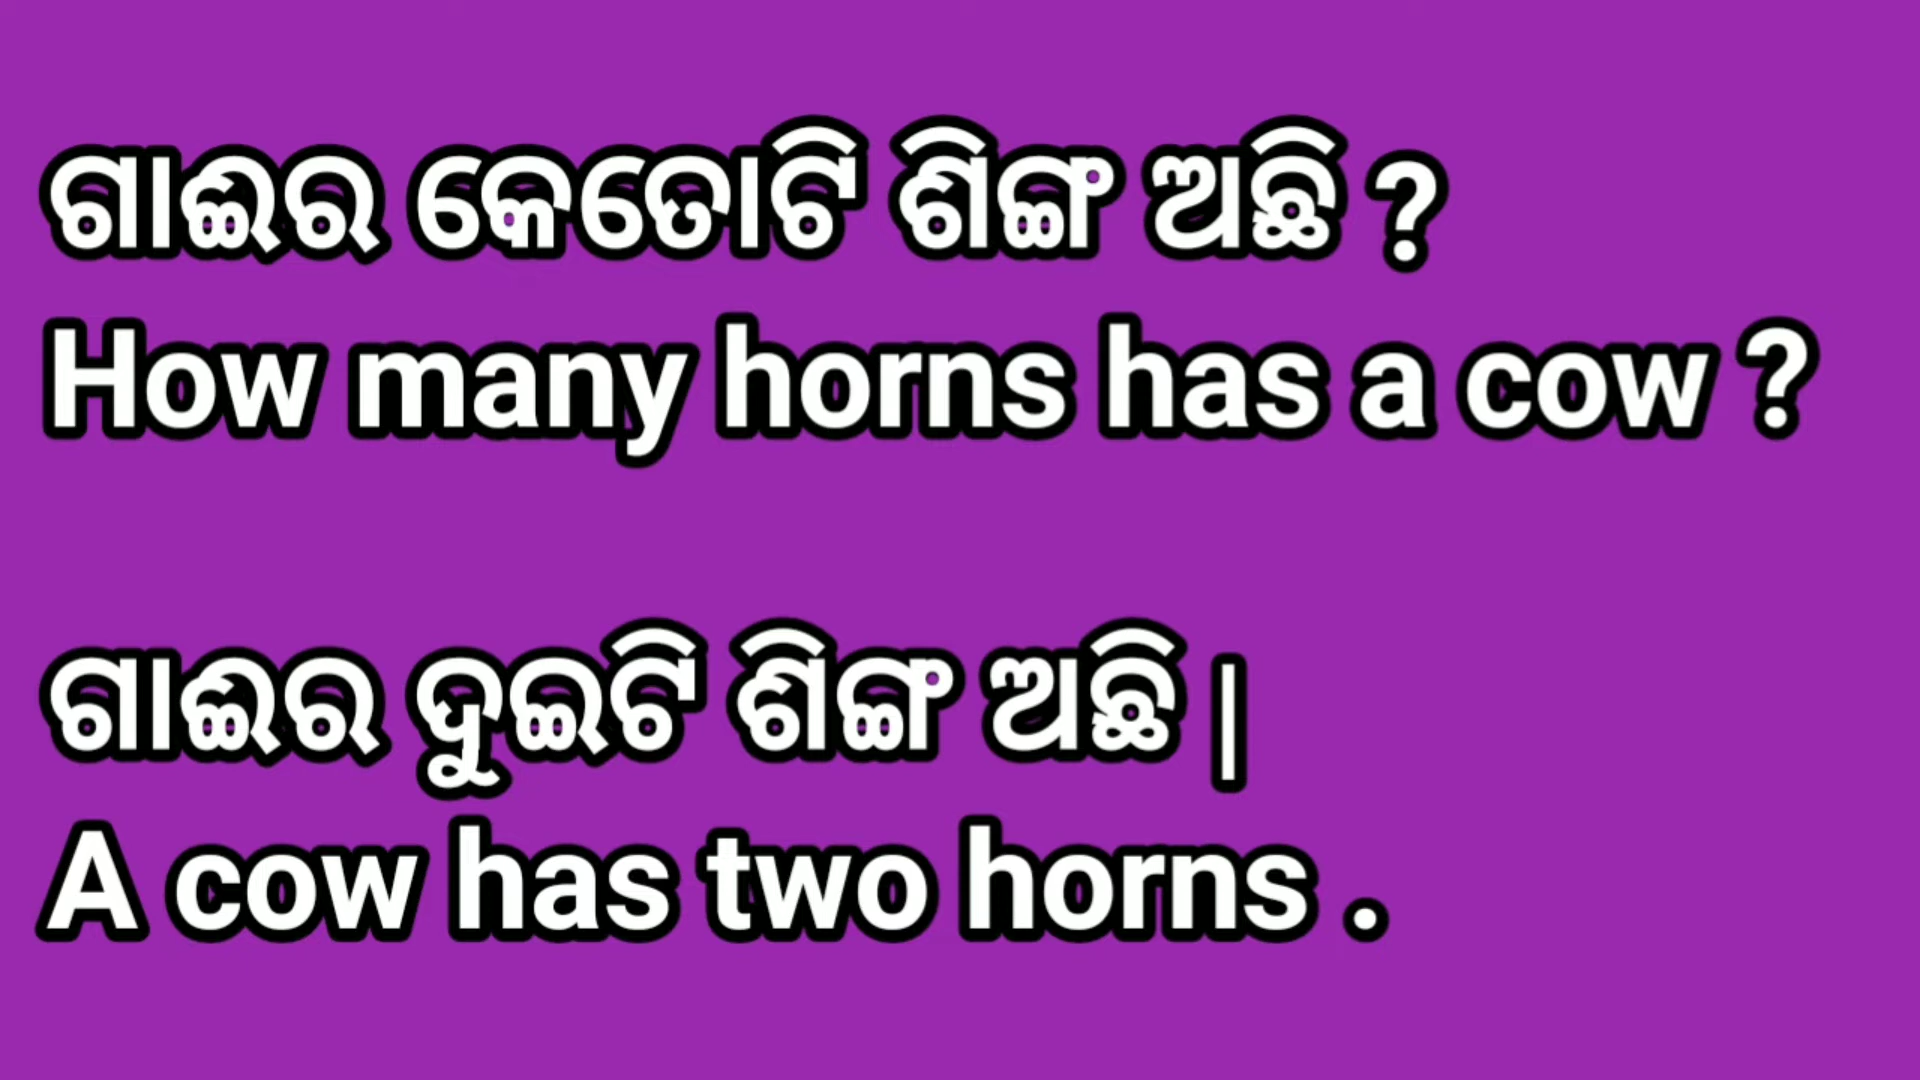 ଗାଈର କେତୋଟି ଶିଙ୍ଗ ଅଛି ?
How many horns has a cow ?
ଗାଈର ଦୁଇଟି ଶିଙ୍ଗ ଅଛି |
A cow has two horns .